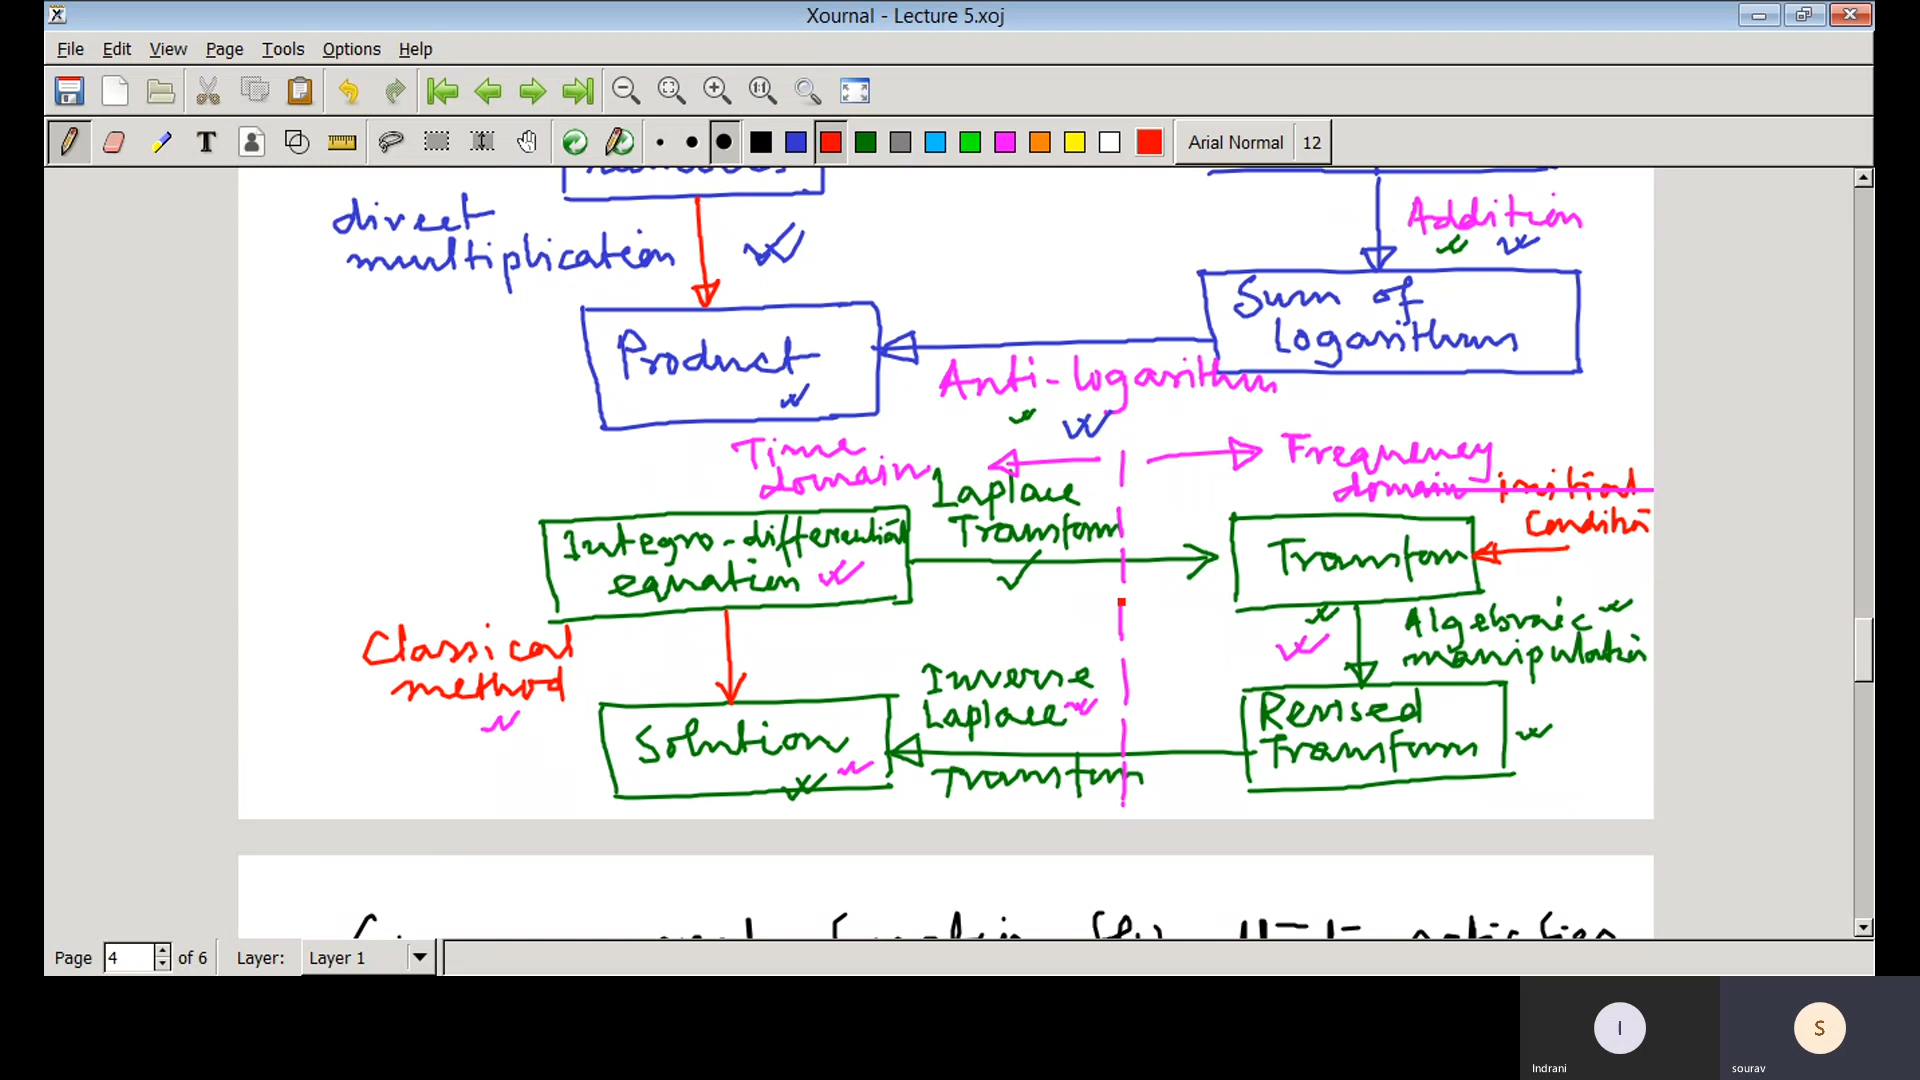 Xournal - Lecture 5.xoj
File Edit View Page Tools Options Help
Arial Normal 12
direct
multiplication
Addition
Sum of
Logarithm
Product
Anti-logarithm
Time
domain
Frequency
domain
initial
Condition
Laplace
Transform
Integro-differential
equation
Transform
Classical
method
Algebraic
manipulation
Inverse
Laplace
Transform
Solution
Revised
Transform
Page 4 of 6 Layer: Layer 1
I
S
Indrani
sourav